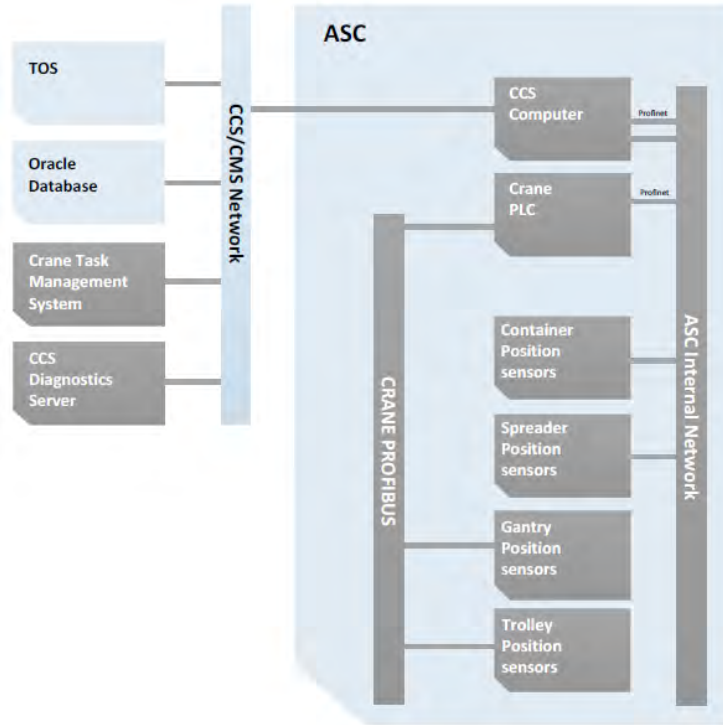 ASC
TOS
Oracle
Database
Crane Task
Management
System
CCS
Diagnostics
Server
CCS/CMS Network
CCS
Computer
Profinet
Crane
PLC
Profinet
Container
Position
sensors
Spreader
Position
sensors
Gantry
Position
sensors
Trolley
Position
sensors
CRANE PROFIBUS
ASC Internal Network